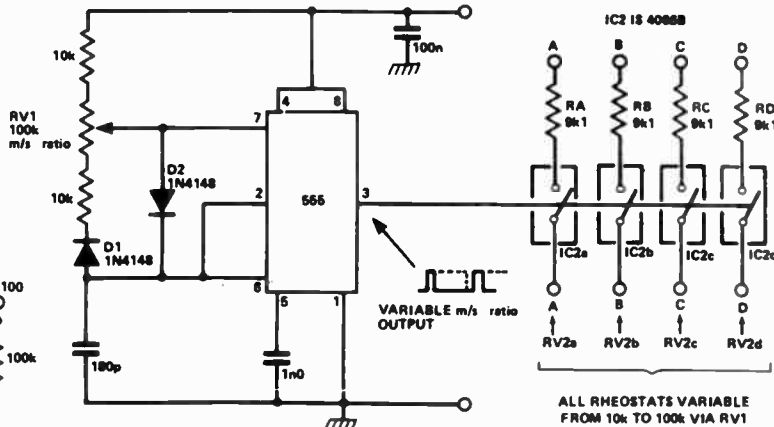 10k
RV1
100k
m/s ratio
10k
D1
1N4148
D2
1N4148
100
100k
180p
100n
4
8
7
2
555
3
6
5
1
1n0
VARIABLE m/s ratio
OUTPUT
IC2 IS 4066B
A
B
C
D
RA
9k1
RB
9k1
RC
9k1
RD
9k1
IC2a
IC2b
IC2c
IC2d
A
B
C
D
RV2a
RV2b
RV2c
RV2d
ALL RHEOSTATS VARIABLE
FROM 10k TO 100k VIA RV1